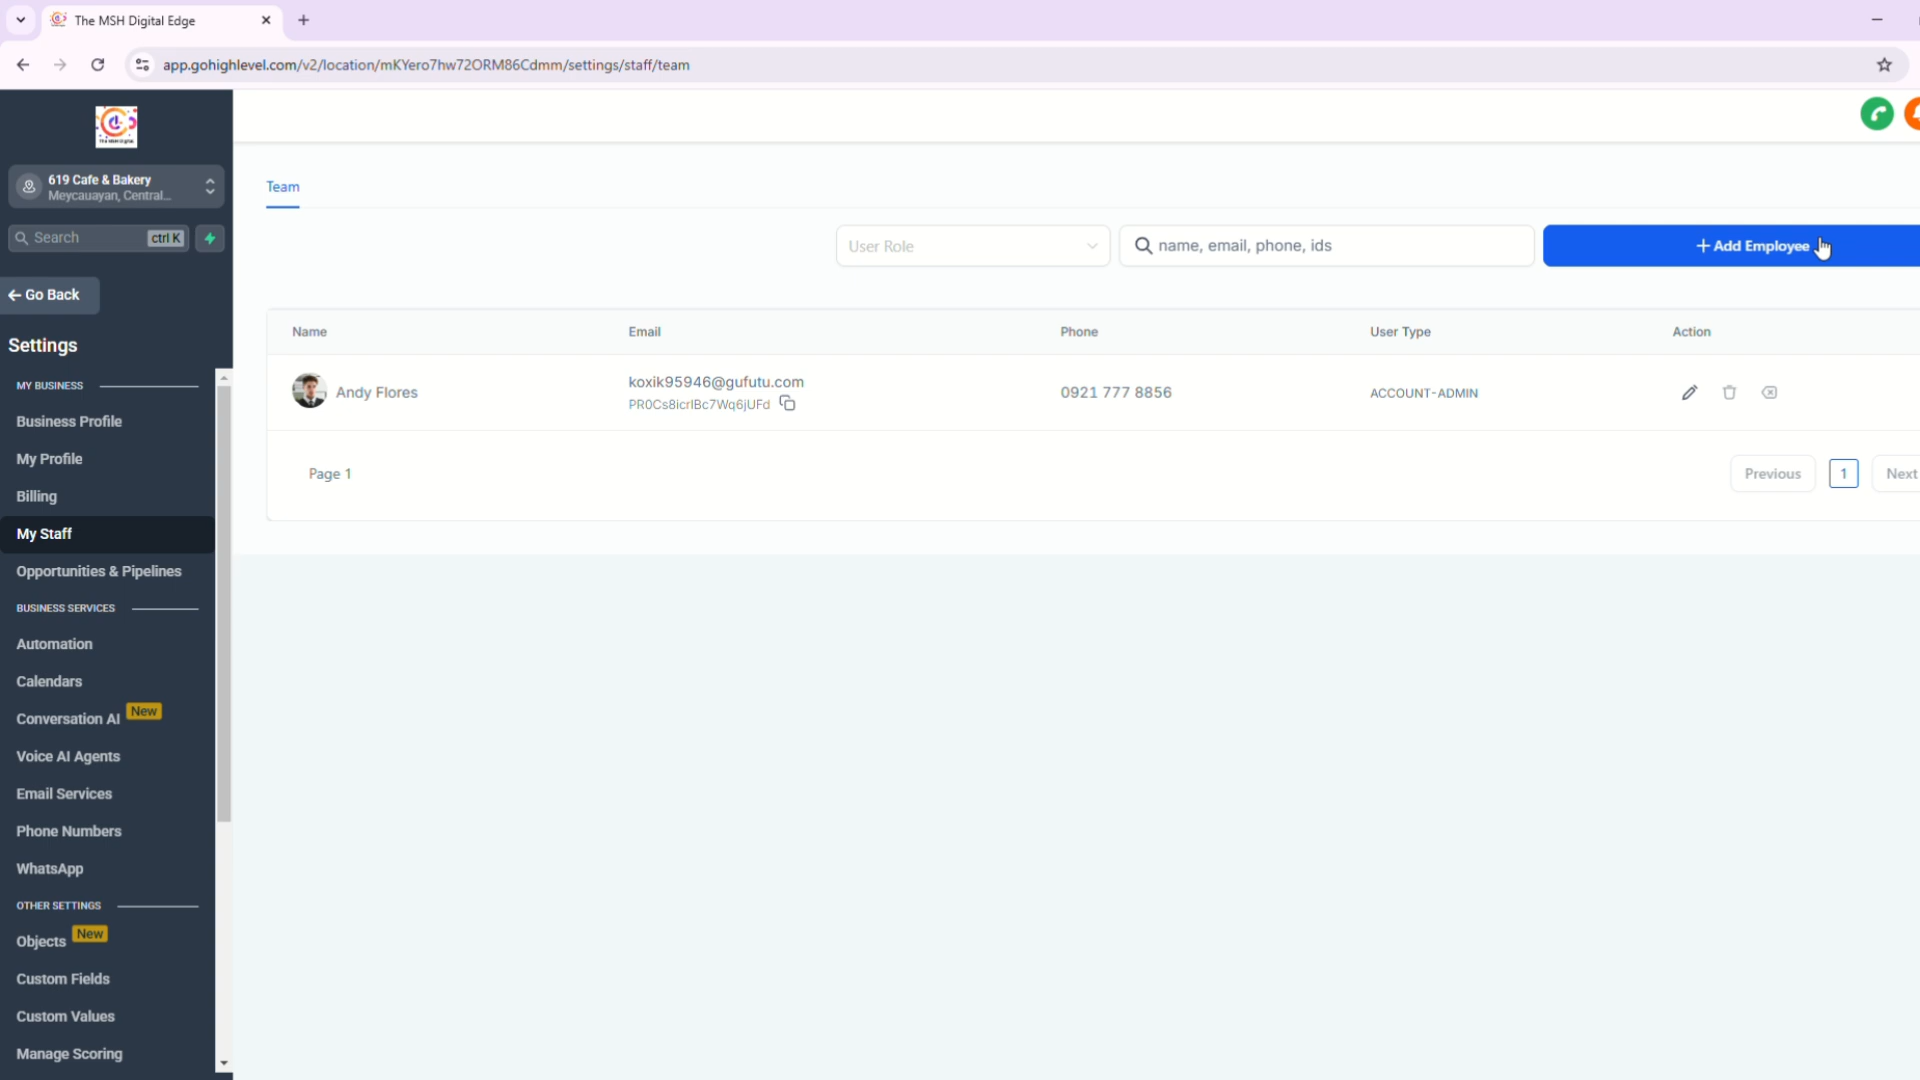 The MSH Digital Edge
app.gohighlevel.com/v2/location/mKYero7hw72ORM86Cdmm/settings/staff/team
619 Cafe & Bakery
Meycauayan, Central...
Search ctrl K
Go Back
Settings
MY BUSINESS
Business Profile
My Profile
Billing
My Staff
Opportunities & Pipelines
BUSINESS SERVICES
Automation
Calendars
Conversation AI New
Voice AI Agents
Email Services
Phone Numbers
WhatsApp
OTHER SETTINGS
Objects New
Custom Fields
Custom Values
Manage Scoring
Team
User Role
name, email, phone, ids
+ Add Employee
Name Email Phone User Type Action
Andy Flores koxik95946@gufutu.com 0921 777 8856 ACCOUNT-ADMIN
PR0Cs8icrlBc7Wq6jUFd
Page 1 Previous 1 Next